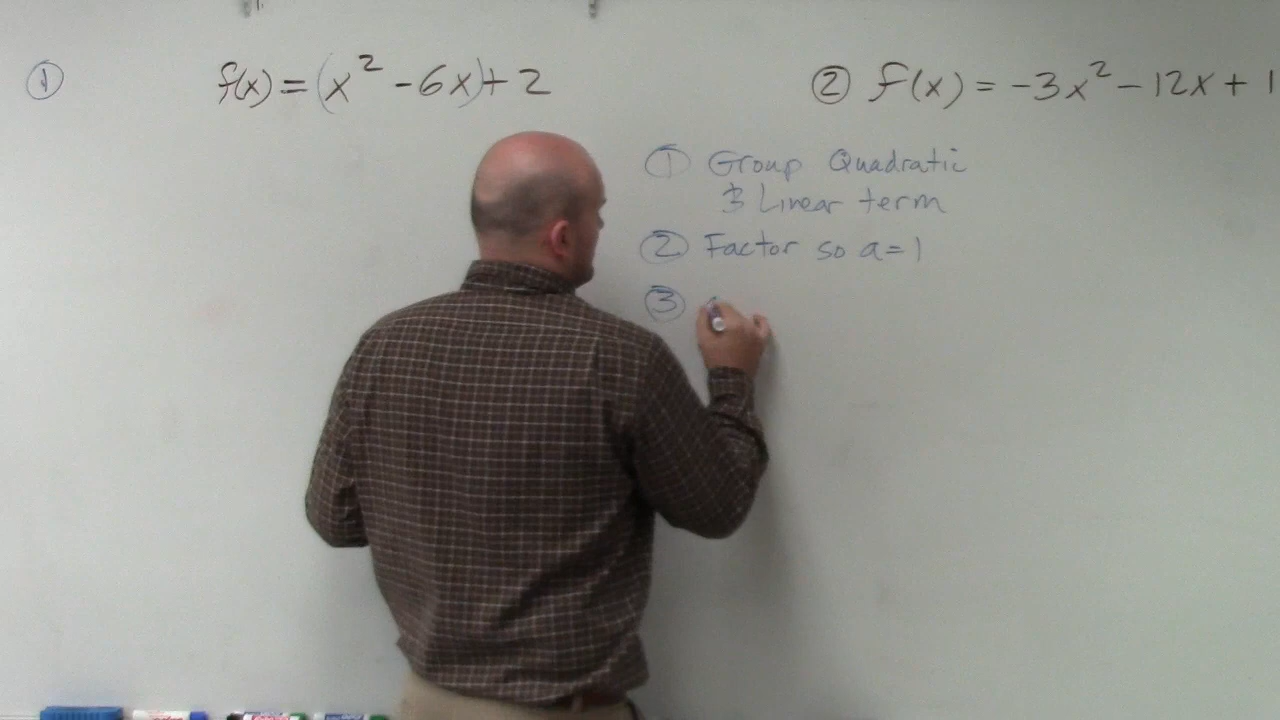 ① f(x) = (x² - 6x) + 2
② f(x) = -3x² - 12x + 1
① Group Quadratic
& Linear term
② Factor so a = 1
③